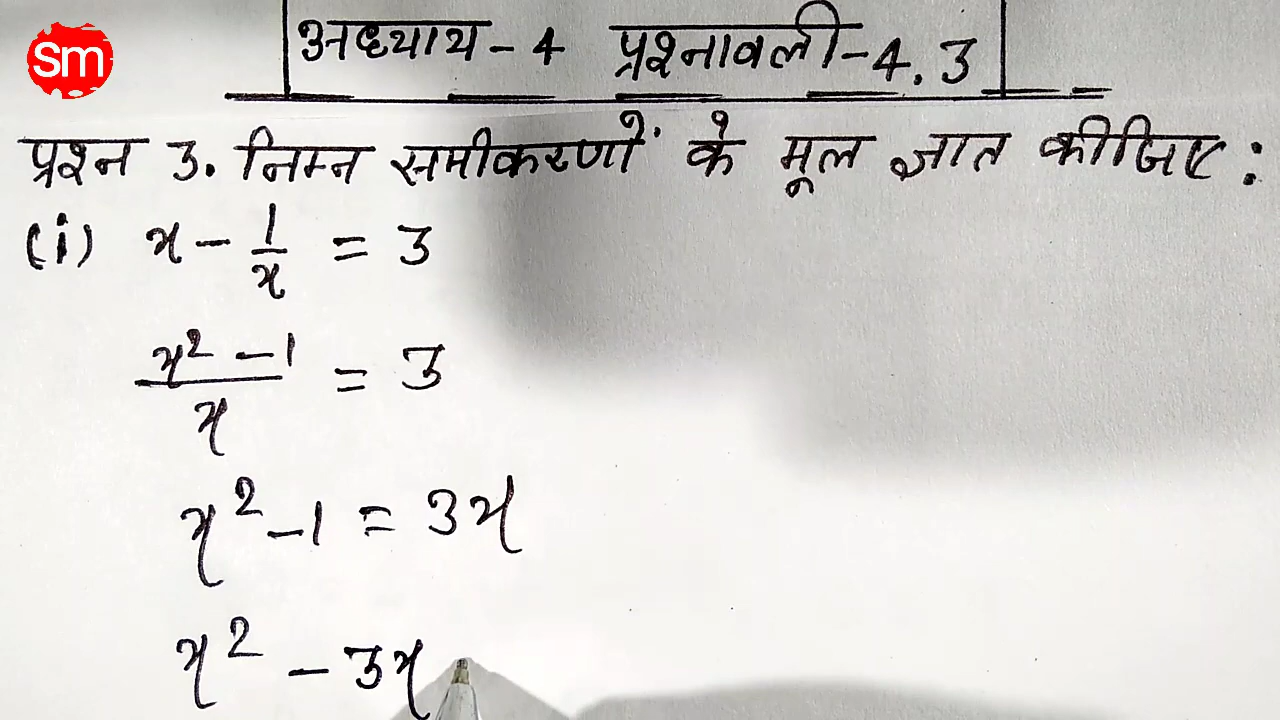 Sm
अध्याय-4 प्रश्नावली-4.3
प्रश्न 3. निम्न समीकरणों के मूल ज्ञात कीजिए:
(i) x - 1/x = 3
(x² - 1)/x = 3
x² - 1 = 3x
x² - 3x